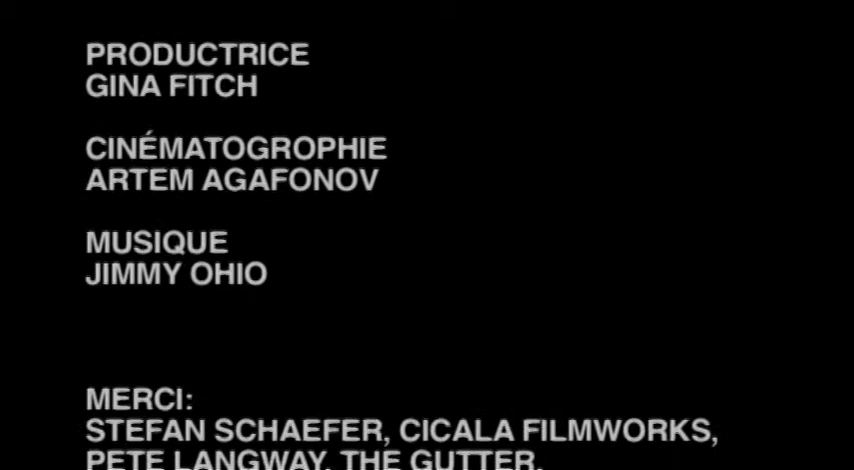 PRODUCTRICE
GINA FITCH
CINÉMATOGROPHIE
ARTEM AGAFONOV
MUSIQUE
JIMMY OHIO
MERCI:
STEFAN SCHAEFER, CICALA FILMWORKS,
PETE LANGWAY, THE GUTTER,